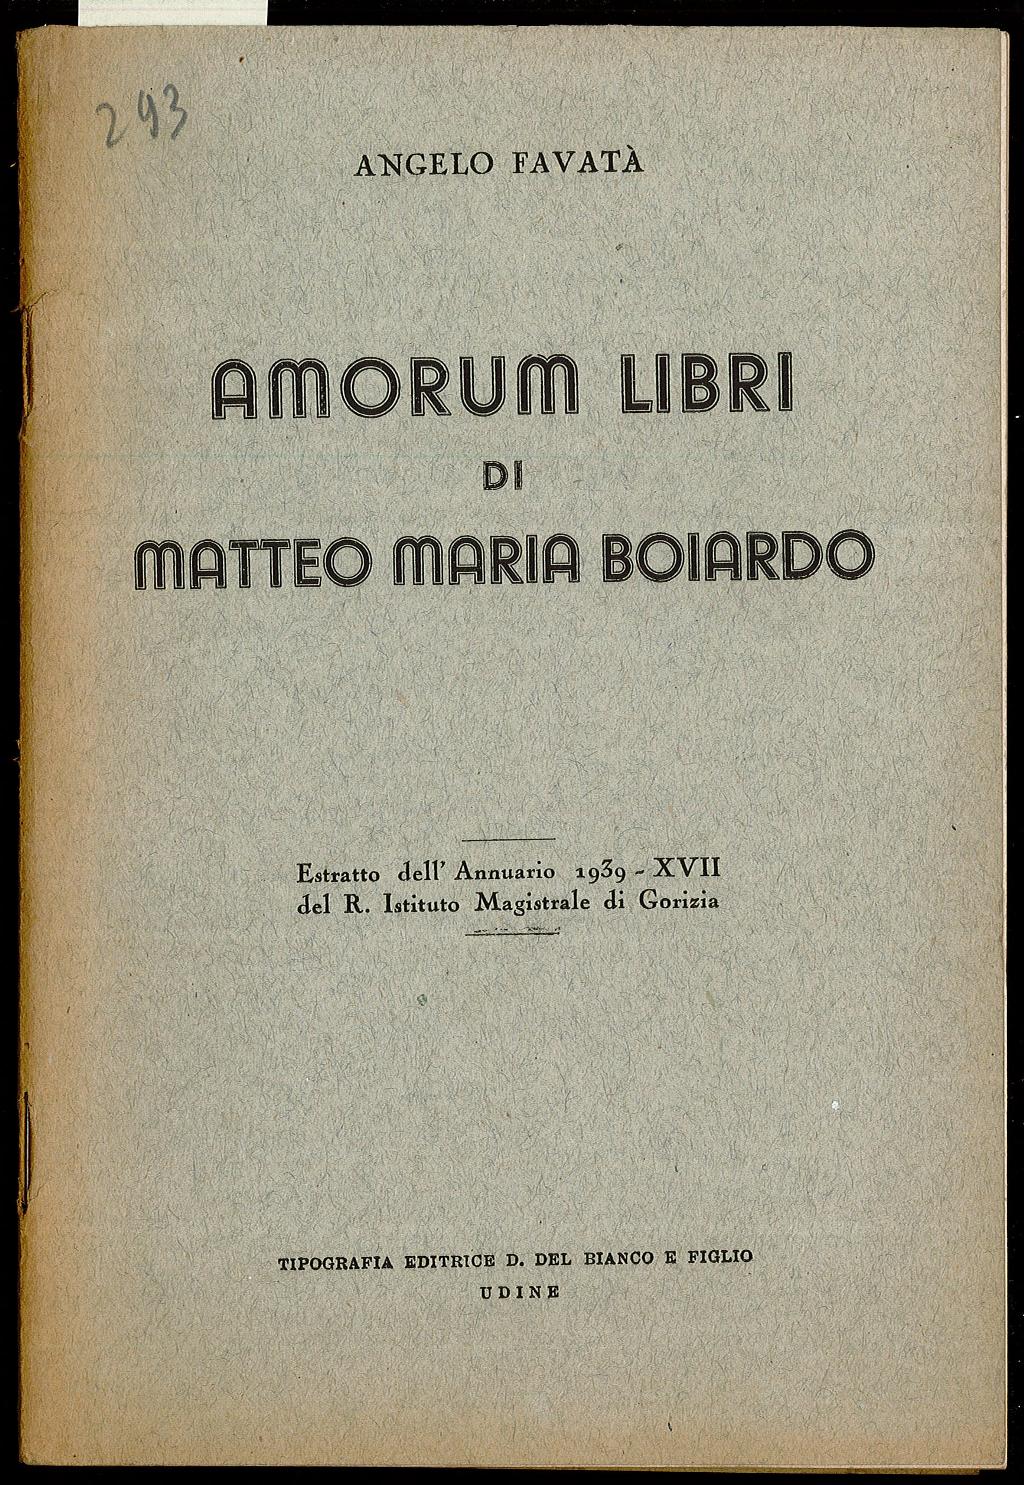 293
ANGELO FAVATÀ
AMORUM LIBRI
DI
MATTEO MARIA BOIARDO
Estratto dell' Annuario 1939 - XVII
del R. Istituto Magistrale di Gorizia
TIPOGRAFIA EDITRICE D. DEL BIANCO E FIGLIO
UDINE